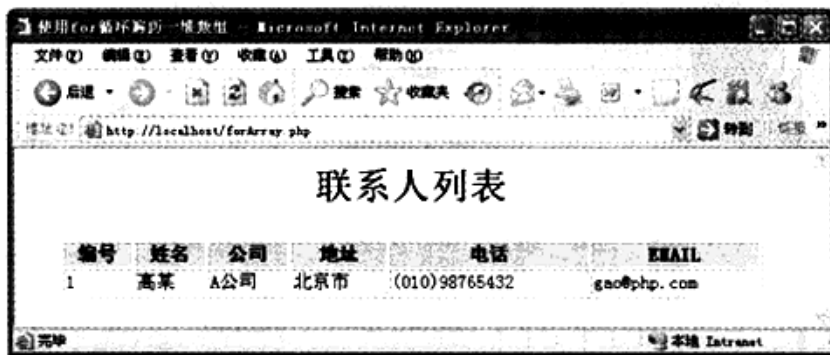 使用for循环遍历一维数组 - Microsoft Internet Explorer
文件(F) 编辑(E) 查看(V) 收藏(A) 工具(T) 帮助(H)
后退 搜索 收藏夹
地址(D) http://localhost/forArray.php 转到 链接 »
联系人列表
编号 姓名 公司 地址 电话 EMAIL
1 高某 A公司 北京市 (010)98765432 gao@php.com
完毕 本地 Intranet